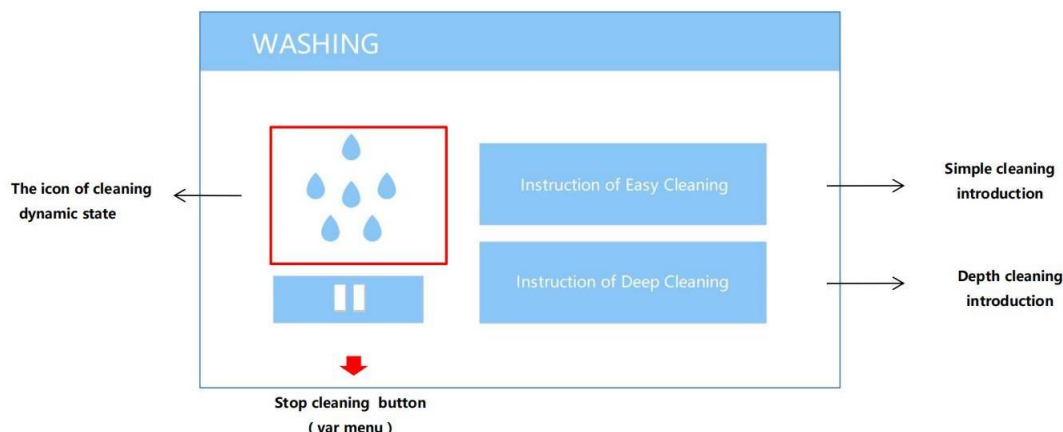 WASHING
The icon of cleaning
dynamic state
Instruction of Easy Cleaning
Simple cleaning
introduction
Instruction of Deep Cleaning
Depth cleaning
introduction
Stop cleaning button
( var menu )